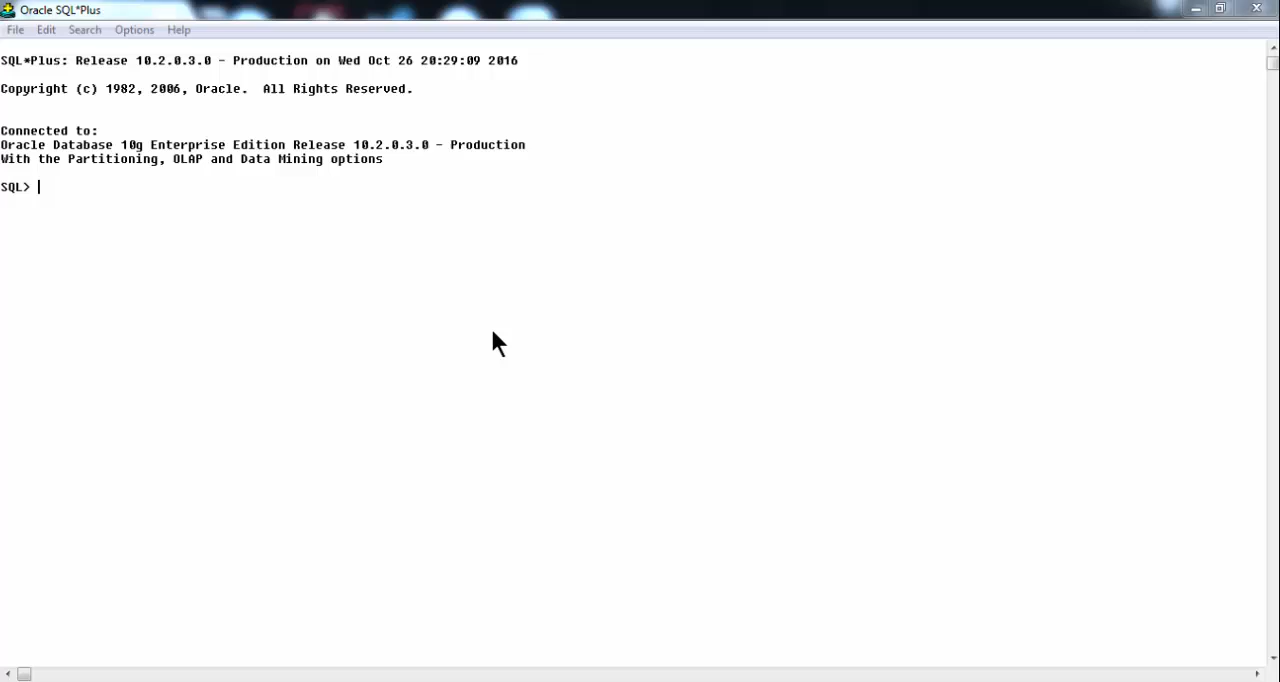 Oracle SQL*Plus
File Edit Search Options Help
SQL*Plus: Release 10.2.0.3.0 - Production on Wed Oct 26 20:29:09 2016
Copyright (c) 1982, 2006, Oracle.  All Rights Reserved.
Connected to:
Oracle Database 10g Enterprise Edition Release 10.2.0.3.0 - Production
With the Partitioning, OLAP and Data Mining options
SQL>